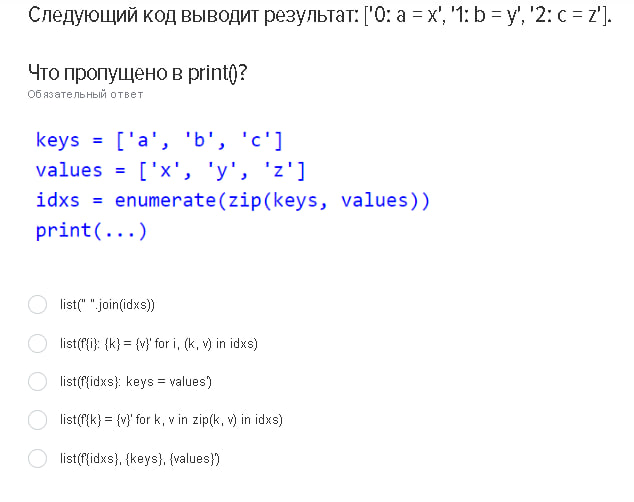 Следующий код выводит результат: ['0: a = x', '1: b = y', '2: c = z'].
Что пропущено в print()?
Обязательный ответ
keys = ['a', 'b', 'c']
values = ['x', 'y', 'z']
idxs = enumerate(zip(keys, values))
print(...)
list(" ".join(idxs))
list(f'{i}: {k} = {v}' for i, (k, v) in idxs)
list(f'{idxs}: keys = values')
list(f'{k} = {v}' for k, v in zip(k, v) in idxs)
list(f'{idxs}, {keys}, {values}')